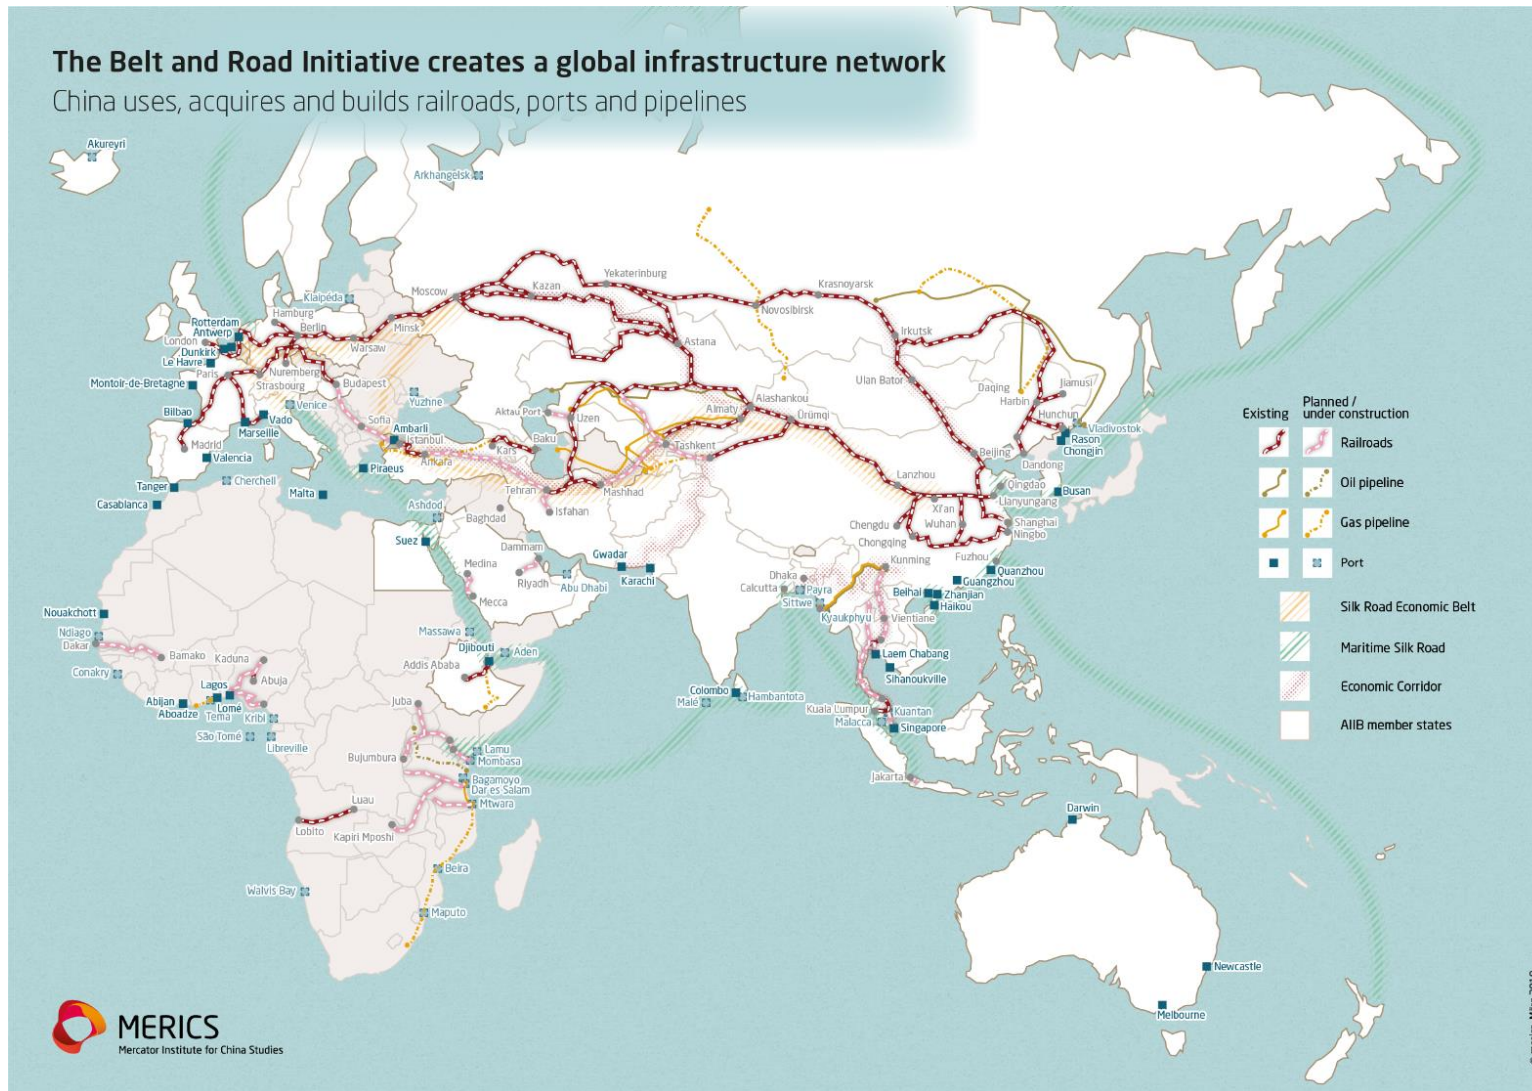 The Belt and Road Initiative creates a global infrastructure network
China uses, acquires and builds railroads, ports and pipelines
Akureyri
Arkhangelsk
Klaipėda
Moscow
Kazan
Yekaterinburg
Krasnoyarsk
Novosibirsk
Irkutsk
Astana
Rotterdam
Antwerp
London
Dunkirk
Le Havre
Hamburg
Berlin
Minsk
Warsaw
Paris
Nuremberg
Strasbourg
Budapest
Montoir-de-Bretagne
Venice
Yuzhne
Bilbao
Vado
Marseille
Madrid
Valencia
Sofia
Ambarli
Istanbul
Ankara
Kars
Baku
Aktau Port
Uzen
Almaty
Alashankou
Ürümqi
Tashkent
Ulan Bator
Daqing
Harbin
Jiamusi
Hunchun
Vladivostok
Rason
Chongjin
Beijing
Dandong
Qingdao
Lianyungang
Busan
Tanger
Casablanca
Cherchell
Malta
Piraeus
Ashdod
Suez
Baghdad
Tehran
Mashhad
Isfahan
Lanzhou
Xi'an
Wuhan
Chengdu
Chongqing
Shanghai
Ningbo
Fuzhou
Quanzhou
Guangzhou
Medina
Mecca
Dammam
Riyadh
Abu Dhabi
Gwadar
Karachi
Dhaka
Calcutta
Payra
Sittwe
Kyaukphyu
Kunming
Beihai
Zhanjian
Haikou
Vientiane
Laem Chabang
Sihanoukville
Nouakchott
Ndiago
Dakar
Bamako
Conakry
Kaduna
Abuja
Lagos
Abijan
Aboadze
Lomé
Tema
Kribi
São Tomé
Libreville
Massawa
Djibouti
Aden
Addis Ababa
Juba
Bujumbura
Lamu
Mombasa
Bagamoyo
Dar es Salam
Mtwara
Luau
Lobito
Kapiri Mposhi
Beira
Walvis Bay
Maputo
Colombo
Hambantota
Malé
Kuala Lumpur
Kuantan
Malacca
Singapore
Jakarta
Darwin
Newcastle
Melbourne
Existing
Planned /
under construction
Railroads
Oil pipeline
Gas pipeline
Port
Silk Road Economic Belt
Maritime Silk Road
Economic Corridor
AIIB member states
MERICS
Mercator Institute for China Studies